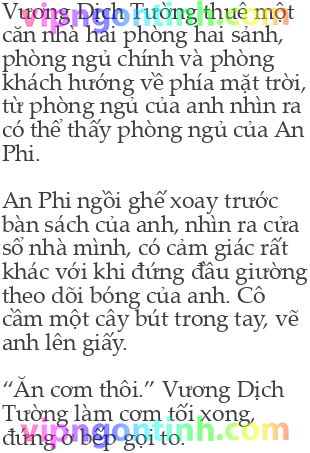 Vương Dịch Tường thuê một
vipngontinh.com
căn nhà hai phòng hai sảnh,
phòng ngủ chính và phòng
khách hướng về phía mặt trời,
từ phòng ngủ của anh nhìn ra
có thể thấy phòng ngủ của An
Phi.
An Phi ngồi ghế xoay trước
bàn sách của anh, nhìn ra cửa
sổ nhà mình, có cảm giác rất
khác với khi đứng đầu giường
theo dõi bóng của anh. Cô
cầm một cây bút trong tay, vẽ
anh lên giấy.
“Ăn cơm thôi.” Vương Dịch
Tường làm cơm tối xong,
vipngontinh.com
đứng ở bếp gọi to.